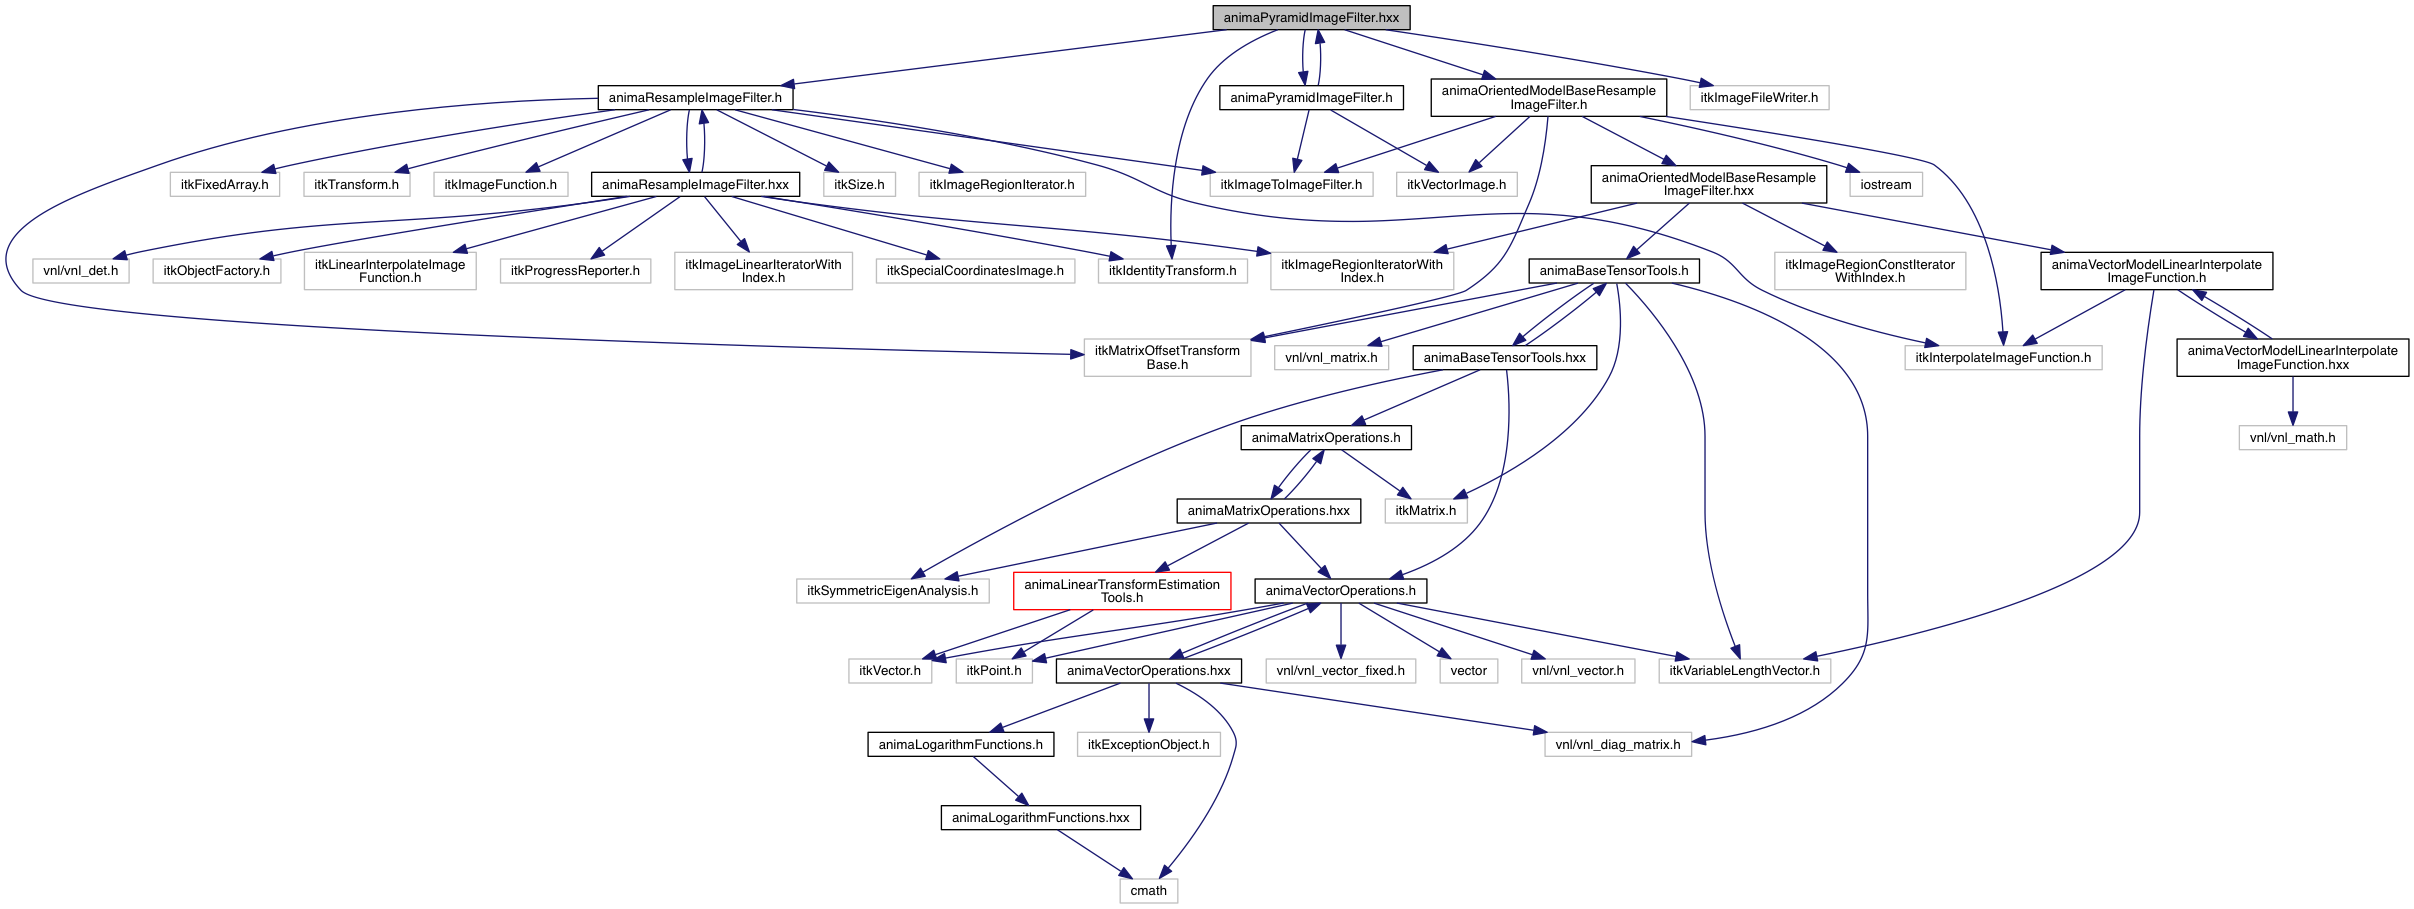 animaPyramidImageFilter.hxx
animaResampleImageFilter.h
animaPyramidImageFilter.h
animaOrientedModelBaseResample
ImageFilter.h
itkImageFileWriter.h
itkFixedArray.h
itkTransform.h
itkImageFunction.h
animaResampleImageFilter.hxx
itkSize.h
itkImageRegionIterator.h
itkImageToImageFilter.h
itkVectorImage.h
animaOrientedModelBaseResample
ImageFilter.hxx
iostream
vnl/vnl_det.h
itkObjectFactory.h
itkLinearInterpolateImage
Function.h
itkProgressReporter.h
itkImageLinearIteratorWith
Index.h
itkSpecialCoordinatesImage.h
itkIdentityTransform.h
itkImageRegionIteratorWith
Index.h
animaBaseTensorTools.h
itkImageRegionConstIterator
WithIndex.h
animaVectorModelLinearInterpolate
ImageFunction.h
itkMatrixOffsetTransform
Base.h
vnl/vnl_matrix.h
animaBaseTensorTools.hxx
itkInterpolateImageFunction.h
animaVectorModelLinearInterpolate
ImageFunction.hxx
animaMatrixOperations.h
vnl/vnl_math.h
animaMatrixOperations.hxx
itkMatrix.h
itkSymmetricEigenAnalysis.h
animaLinearTransformEstimation
Tools.h
animaVectorOperations.h
itkVector.h
itkPoint.h
animaVectorOperations.hxx
vnl/vnl_vector_fixed.h
vector
vnl/vnl_vector.h
itkVariableLengthVector.h
animaLogarithmFunctions.h
itkExceptionObject.h
vnl/vnl_diag_matrix.h
animaLogarithmFunctions.hxx
cmath